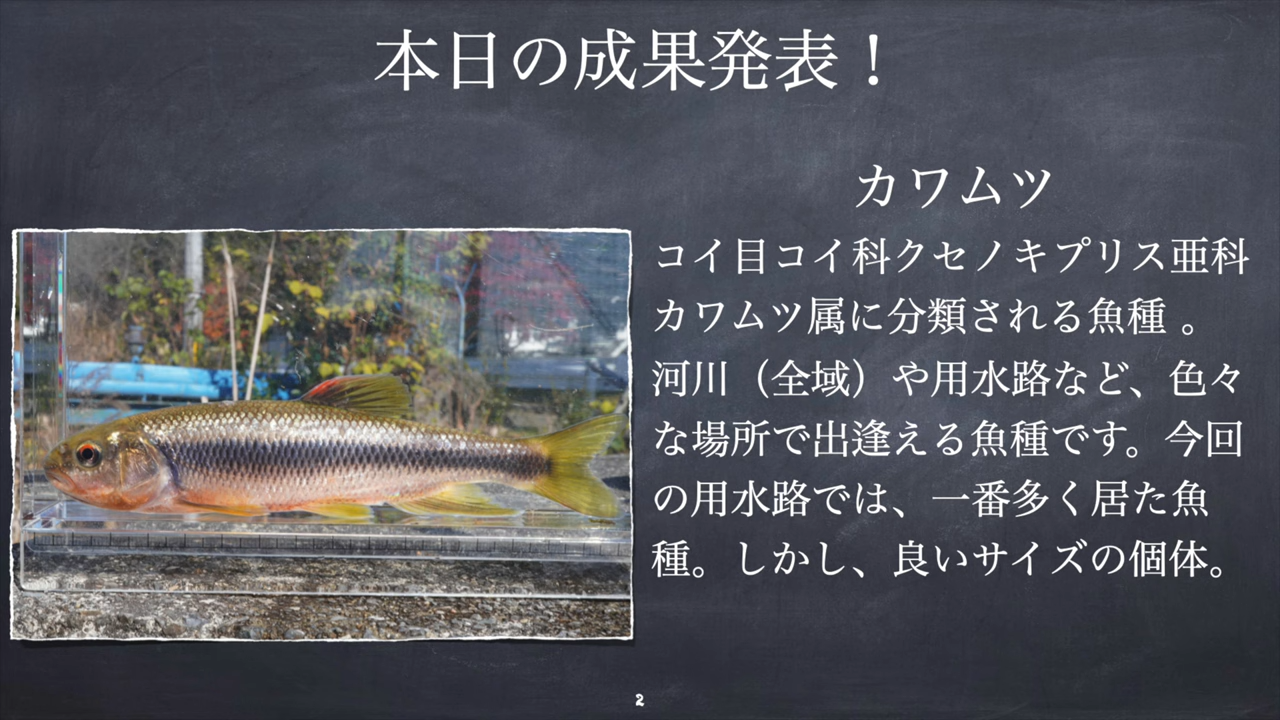 本日の成果発表！
カワムツ
コイ目コイ科クセノキプリス亜科
カワムツ属に分類される魚種 。
河川（全域）や用水路など、色々
な場所で出逢える魚種です。今回
の用水路では、一番多く居た魚
種。しかし、良いサイズの個体。
2